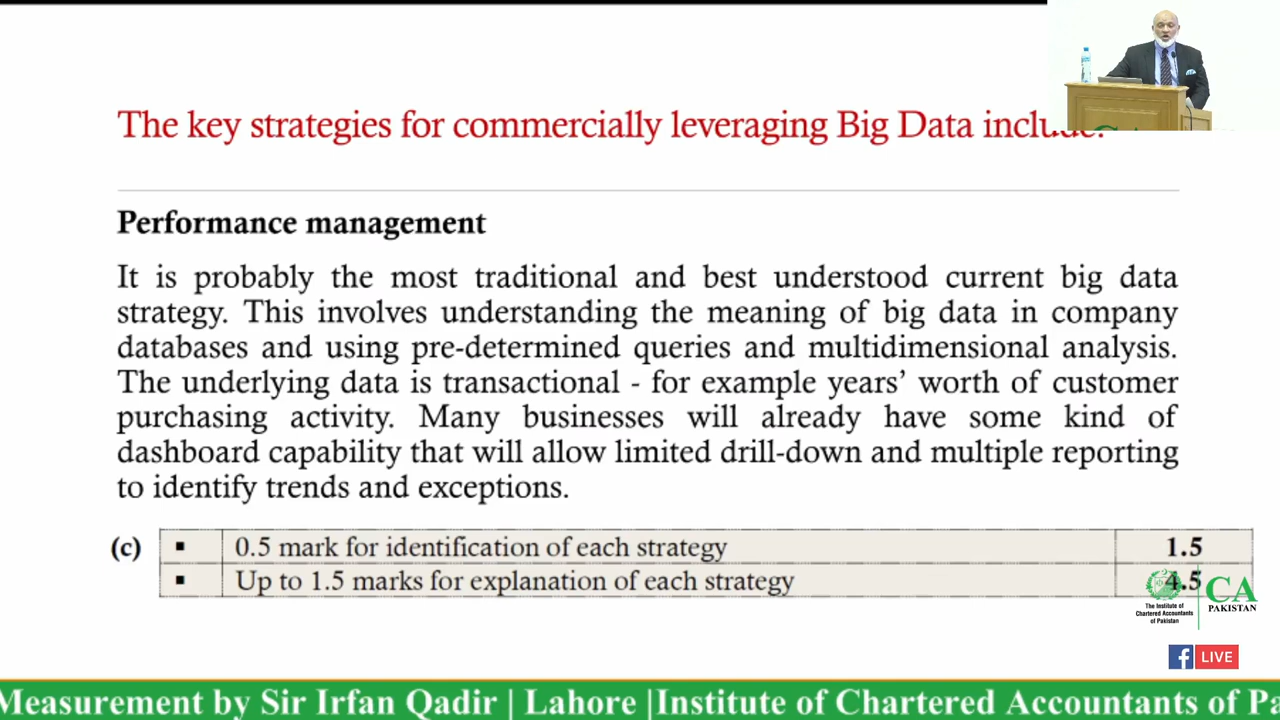 The key strategies for commercially leveraging Big Data include:
Performance management
It is probably the most traditional and best understood current big data
strategy. This involves understanding the meaning of big data in company
databases and using pre-determined queries and multidimensional analysis.
The underlying data is transactional - for example years’ worth of customer
purchasing activity. Many businesses will already have some kind of
dashboard capability that will allow limited drill-down and multiple reporting
to identify trends and exceptions.
(c) ▪ 0.5 mark for identification of each strategy 1.5
▪ Up to 1.5 marks for explanation of each strategy 4.5
The Institute of
Chartered Accountants
of Pakistan
CA
PAKISTAN
f LIVE
Measurement by Sir Irfan Qadir | Lahore |Institute of Chartered Accountants of Pa